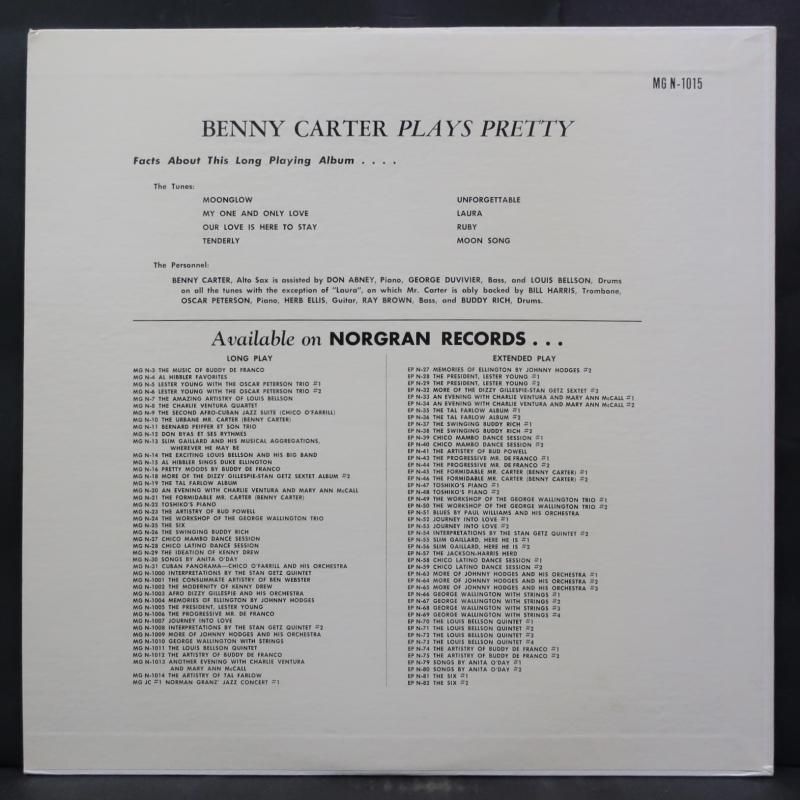 MG N-1015
BENNY CARTER PLAYS PRETTY
Facts About This Long Playing Album . . . .
The Tunes:
MOONGLOW
MY ONE AND ONLY LOVE
OUR LOVE IS HERE TO STAY
TENDERLY
UNFORGETTABLE
LAURA
RUBY
MOON SONG
The Personnel:
BENNY CARTER, Alto Sax is assisted by DON ABNEY, Piano, GEORGE DUVIVIER, Bass, and LOUIS BELLSON, Drums
on all the tunes with the exception of "Laura", on which Mr. Carter is ably backed by BILL HARRIS, Trombone,
OSCAR PETERSON, Piano, HERB ELLIS, Guitar, RAY BROWN, Bass, and BUDDY RICH, Drums.
Available on NORGRAN RECORDS . . .
LONG PLAY
MG N-3 THE MUSIC OF BUDDY DE FRANCO
MG N-4 AL HIBBLER FAVORITES
MG N-5 LESTER YOUNG WITH THE OSCAR PETERSON TRIO #1
MG N-6 LESTER YOUNG WITH THE OSCAR PETERSON TRIO #2
MG N-7 THE AMAZING ARTISTRY OF LOUIS BELLSON
MG N-8 THE CHARLIE VENTURA QUARTET
MG N-9 THE SECOND AFRO-CUBAN JAZZ SUITE (CHICO O'FARRILL)
MG N-10 THE URBANE MR. CARTER (BENNY CARTER)
MG N-11 BERNARD PEIFFER ET SON TRIO
MG N-12 DON BYAS ET SES RYTHMES
MG N-13 SLIM GAILLARD AND HIS MUSICAL AGGREGATIONS,
WHEREVER HE MAY BE
MG N-14 THE EXCITING LOUIS BELLSON AND HIS BIG BAND
MG N-15 AL HIBBLER SINGS DUKE ELLINGTON
MG N-16 PRETTY MOODS BY BUDDY DE FRANCO
MG N-18 MORE OF THE DIZZY GILLESPIE-STAN GETZ SEXTET ALBUM #2
MG N-19 THE TAL FARLOW ALBUM
MG N-20 AN EVENING WITH CHARLIE VENTURA AND MARY ANN McCALL
MG N-21 THE FORMIDABLE MR. CARTER (BENNY CARTER)
MG N-22 TOSHIKO'S PIANO
MG N-23 THE ARTISTRY OF BUD POWELL
MG N-24 THE WORKSHOP OF THE GEORGE WALLINGTON TRIO
MG N-25 THE SIX
MG N-26 THE SWINGING BUDDY RICH
MG N-27 CHICO MAMBO DANCE SESSION
MG N-28 CHICO LATINO DANCE SESSION
MG N-29 THE IDEATION OF KENNY DREW
MG N-30 SONGS BY ANITA O'DAY
MG N-31 CUBAN PANORAMA—CHICO O'FARRILL AND HIS ORCHESTRA
MG N-1000 INTERPRETATIONS BY THE STAN GETZ QUINTET
MG N-1001 THE CONSUMMATE ARTISTRY OF BEN WEBSTER
MG N-1002 THE MODERNITY OF KENNY DREW
MG N-1003 AFRO DIZZY GILLESPIE AND HIS ORCHESTRA
MG N-1004 MEMORIES OF ELLINGTON BY JOHNNY HODGES
MG N-1005 THE PRESIDENT, LESTER YOUNG
MG N-1006 THE PROGRESSIVE MR. DE FRANCO
MG N-1007 JOURNEY INTO LOVE
MG N-1008 INTERPRETATIONS BY THE STAN GETZ QUINTET #2
MG N-1009 MORE OF JOHNNY HODGES AND HIS ORCHESTRA
MG N-1010 GEORGE WALLINGTON WITH STRINGS
MG N-1011 THE LOUIS BELLSON QUINTET
MG N-1012 THE ARTISTRY OF BUDDY DE FRANCO
MG N-1013 ANOTHER EVENING WITH CHARLIE VENTURA
AND MARY ANN McCALL
MG N-1014 THE ARTISTRY OF TAL FARLOW
MG JC #1 NORMAN GRANZ' JAZZ CONCERT #1
EXTENDED PLAY
EP N-27 MEMORIES OF ELLINGTON BY JOHNNY HODGES #2
EP N-28 THE PRESIDENT, LESTER YOUNG #1
EP N-29 THE PRESIDENT, LESTER YOUNG #2
EP N-32 MORE OF THE DIZZY GILLESPIE-STAN GETZ SEXTET #2
EP N-33 AN EVENING WITH CHARLIE VENTURA AND MARY ANN McCALL #1
EP N-34 AN EVENING WITH CHARLIE VENTURA AND MARY ANN McCALL #2
EP N-35 THE TAL FARLOW ALBUM #1
EP N-36 THE TAL FARLOW ALBUM #2
EP N-37 THE SWINGING BUDDY RICH #1
EP N-38 THE SWINGING BUDDY RICH #2
EP N-39 CHICO MAMBO DANCE SESSION #1
EP N-40 CHICO MAMBO DANCE SESSION #2
EP N-41 THE ARTISTRY OF BUD POWELL
EP N-43 THE PROGRESSIVE MR. DE FRANCO #1
EP N-44 THE PROGRESSIVE MR. DE FRANCO #2
EP N-45 THE FORMIDABLE MR. CARTER (BENNY CARTER) #1
EP N-46 THE FORMIDABLE MR. CARTER (BENNY CARTER) #2
EP N-47 TOSHIKO'S PIANO #1
EP N-48 TOSHIKO'S PIANO #2
EP N-49 THE WORKSHOP OF THE GEORGE WALLINGTON TRIO #1
EP N-50 THE WORKSHOP OF THE GEORGE WALLINGTON TRIO #2
EP N-51 BLUES BY PAUL WILLIAMS AND HIS ORCHESTRA
EP N-52 JOURNEY INTO LOVE #1
EP N-53 JOURNEY INTO LOVE #2
EP N-54 INTERPRETATIONS BY THE STAN GETZ QUINTET #2
EP N-55 SLIM GAILLARD, HERE HE IS #1
EP N-56 SLIM GAILLARD, HERE HE IS #2
EP N-57 THE JACKSON-HARRIS HERD
EP N-58 CHICO LATINO DANCE SESSION #1
EP N-59 CHICO LATINO DANCE SESSION #2
EP N-63 MORE OF JOHNNY HODGES AND HIS ORCHESTRA #1
EP N-64 MORE OF JOHNNY HODGES AND HIS ORCHESTRA #2
EP N-65 MORE OF JOHNNY HODGES AND HIS ORCHESTRA #3
EP N-66 GEORGE WALLINGTON WITH STRINGS #1
EP N-67 GEORGE WALLINGTON WITH STRINGS #2
EP N-68 GEORGE WALLINGTON WITH STRINGS #3
EP N-69 GEORGE WALLINGTON WITH STRINGS #4
EP N-70 THE LOUIS BELLSON QUINTET #1
EP N-71 THE LOUIS BELLSON QUINTET #2
EP N-72 THE LOUIS BELLSON QUINTET #3
EP N-73 THE LOUIS BELLSON QUINTET #4
EP N-74 THE ARTISTRY OF BUDDY DE FRANCO #1
EP N-75 THE ARTISTRY OF BUDDY DE FRANCO #2
EP N-79 SONGS BY ANITA O'DAY #1
EP N-80 SONGS BY ANITA O'DAY #2
EP N-81 THE SIX #1
EP N-82 THE SIX #2